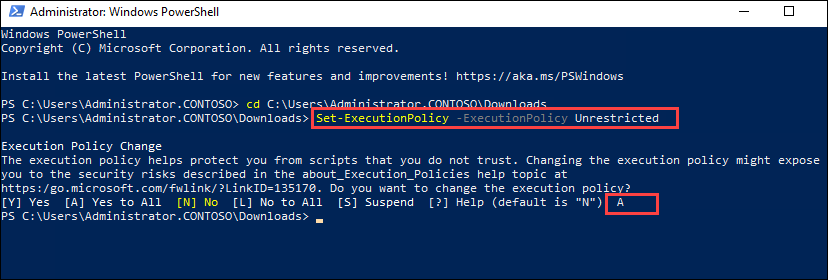 Administrator: Windows PowerShell
Windows PowerShell
Copyright (C) Microsoft Corporation. All rights reserved.
Install the latest PowerShell for new features and improvements! https://aka.ms/PSWindows
PS C:\Users\Administrator.CONTOSO> cd C:\Users\Administrator.CONTOSO\Downloads
PS C:\Users\Administrator.CONTOSO\Downloads> Set-ExecutionPolicy -ExecutionPolicy Unrestricted
Execution Policy Change
The execution policy helps protect you from scripts that you do not trust. Changing the execution policy might expose
you to the security risks described in the about_Execution_Policies help topic at
https:/go.microsoft.com/fwlink/?LinkID=135170. Do you want to change the execution policy?
[Y] Yes  [A] Yes to All  [N] No  [L] No to All  [S] Suspend  [?] Help (default is "N"): A
PS C:\Users\Administrator.CONTOSO\Downloads>